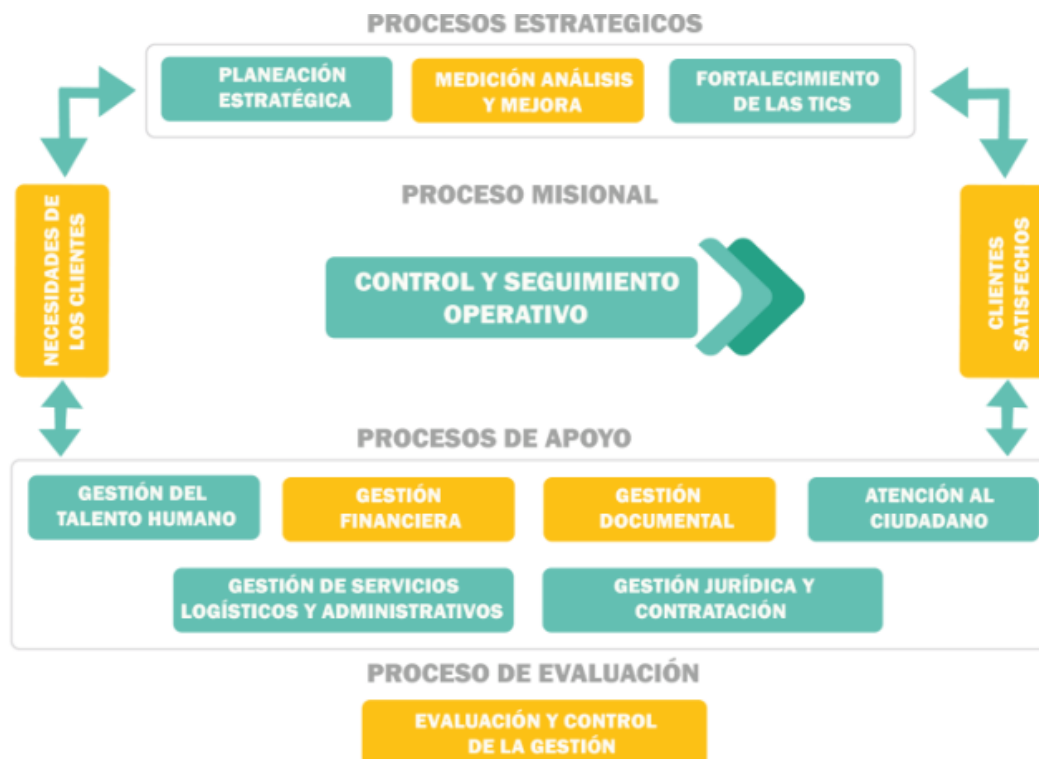 PROCESOS ESTRATEGICOS
PLANEACIÓN
ESTRATÉGICA
MEDICIÓN ANÁLISIS
Y MEJORA
FORTALECIMIENTO
DE LAS TICS
NECESIDADES DE
LOS CLIENTES
PROCESO MISIONAL
CONTROL Y SEGUIMIENTO
OPERATIVO
CLIENTES
SATISFECHOS
PROCESOS DE APOYO
GESTIÓN DEL
TALENTO HUMANO
GESTIÓN
FINANCIERA
GESTIÓN
DOCUMENTAL
ATENCIÓN AL
CIUDADANO
GESTIÓN DE SERVICIOS
LOGÍSTICOS Y ADMINISTRATIVOS
GESTIÓN JURÍDICA Y
CONTRATACIÓN
PROCESO DE EVALUACIÓN
EVALUACIÓN Y CONTROL
DE LA GESTIÓN